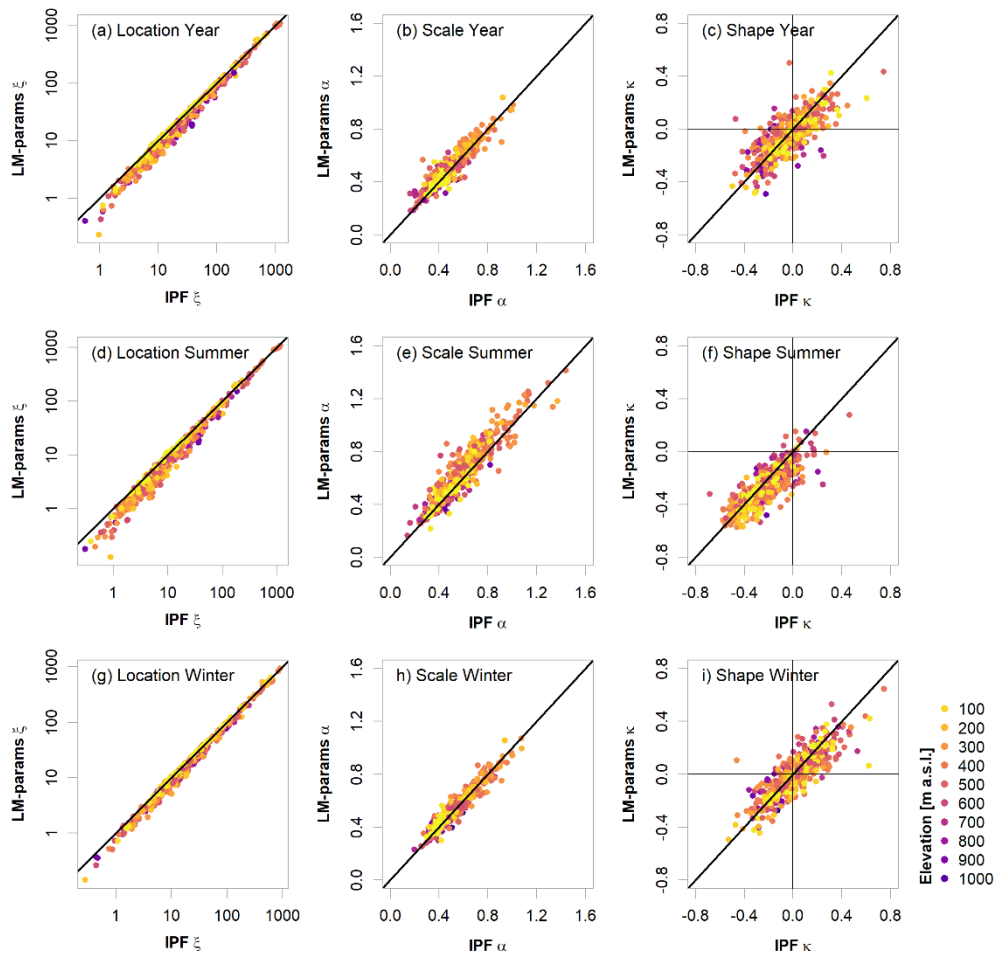 (a) Location Year
LM-params ξ
1 10 100 1000
1 10 100 1000
IPF ξ
(b) Scale Year
LM-params α
0.0 0.4 0.8 1.2 1.6
0.0 0.4 0.8 1.2 1.6
IPF α
(c) Shape Year
LM-params κ
-0.8 -0.4 0.0 0.4 0.8
-0.8 -0.4 0.0 0.4 0.8
IPF κ
(d) Location Summer
LM-params ξ
1 10 100 1000
1 10 100 1000
IPF ξ
(e) Scale Summer
LM-params α
0.0 0.4 0.8 1.2 1.6
0.0 0.4 0.8 1.2 1.6
IPF α
(f) Shape Summer
LM-params κ
-0.8 -0.4 0.0 0.4 0.8
-0.8 -0.4 0.0 0.4 0.8
IPF κ
(g) Location Winter
LM-params ξ
1 10 100 1000
1 10 100 1000
IPF ξ
h) Scale Winter
LM-params α
0.0 0.4 0.8 1.2 1.6
0.0 0.4 0.8 1.2 1.6
IPF α
i) Shape Winter
LM-params κ
-0.8 -0.4 0.0 0.4 0.8
-0.8 -0.4 0.0 0.4 0.8
IPF κ
Elevation [m a.s.l.]
100
200
300
400
500
600
700
800
900
1000